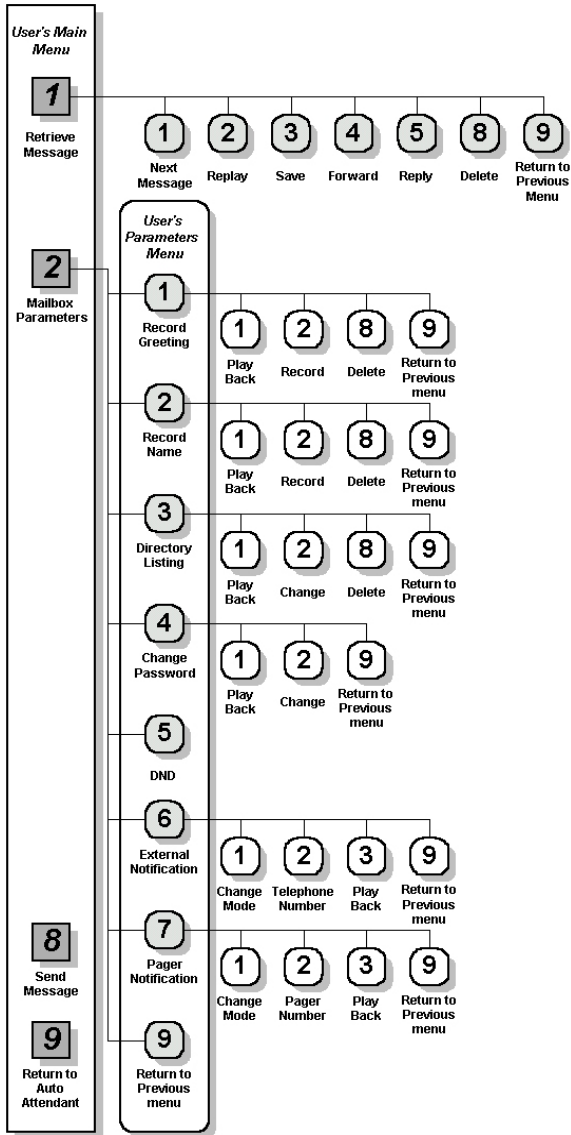 User's Main
Menu
1
Retrieve
Message
1
Next
Message
2
Replay
3
Save
4
Forward
5
Reply
8
Delete
9
Return to
Previous
Menu
2
Mailbox
Parameters
User's
Parameters
Menu
1
Record
Greeting
1
Play
Back
2
Record
8
Delete
9
Return to
Previous
menu
2
Record
Name
1
Play
Back
2
Record
8
Delete
9
Return to
Previous
menu
3
Directory
Listing
1
Play
Back
2
Change
8
Delete
9
Return to
Previous
menu
4
Change
Password
1
Play
Back
2
Change
9
Return to
Previous
menu
5
DND
6
External
Notification
1
Change
Mode
2
Telephone
Number
3
Play
Back
9
Return to
Previous
menu
7
Pager
Notification
1
Change
Mode
2
Pager
Number
3
Play
Back
9
Return to
Previous
menu
9
Return to
Previous
menu
8
Send
Message
9
Return to
Auto
Attendant